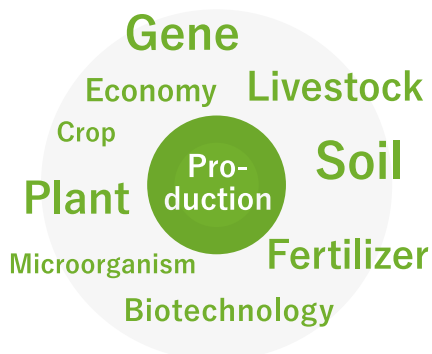 Gene
Economy
Livestock
Crop
Pro-
duction
Soil
Plant
Microorganism
Fertilizer
Biotechnology